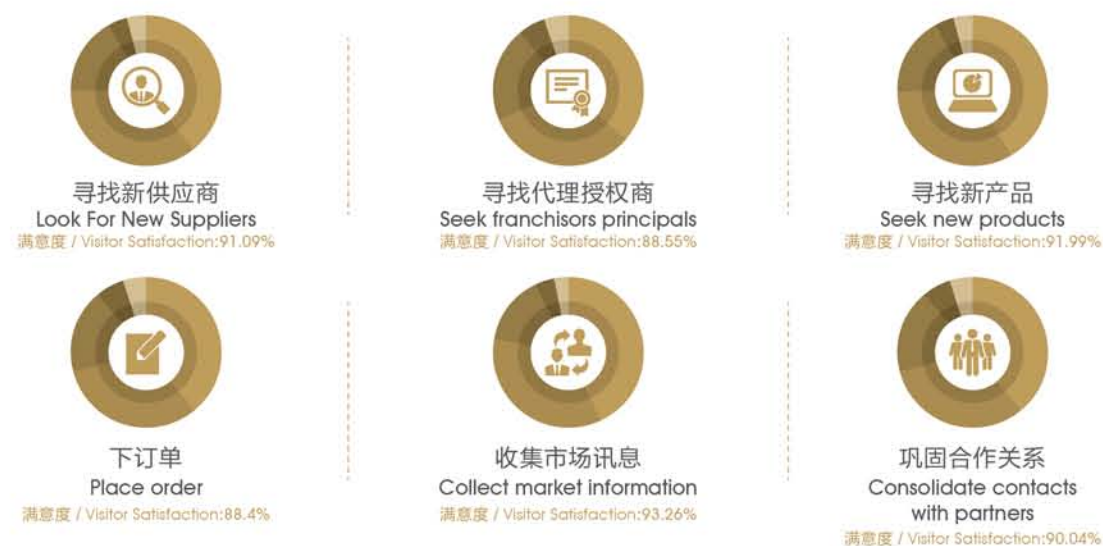 寻找新供应商
Look For New Suppliers
满意度 / Visitor Satisfaction:91.09%
寻找代理授权商
Seek franchisors principals
满意度 / Visitor Satisfaction:88.55%
寻找新产品
Seek new products
满意度 / Visitor Satisfaction:91.99%
下订单
Place order
满意度 / Visitor Satisfaction:88.4%
收集市场讯息
Collect market information
满意度 / Visitor Satisfaction:93.26%
巩固合作关系
Consolidate contacts
with partners
满意度 / Visitor Satisfaction:90.04%